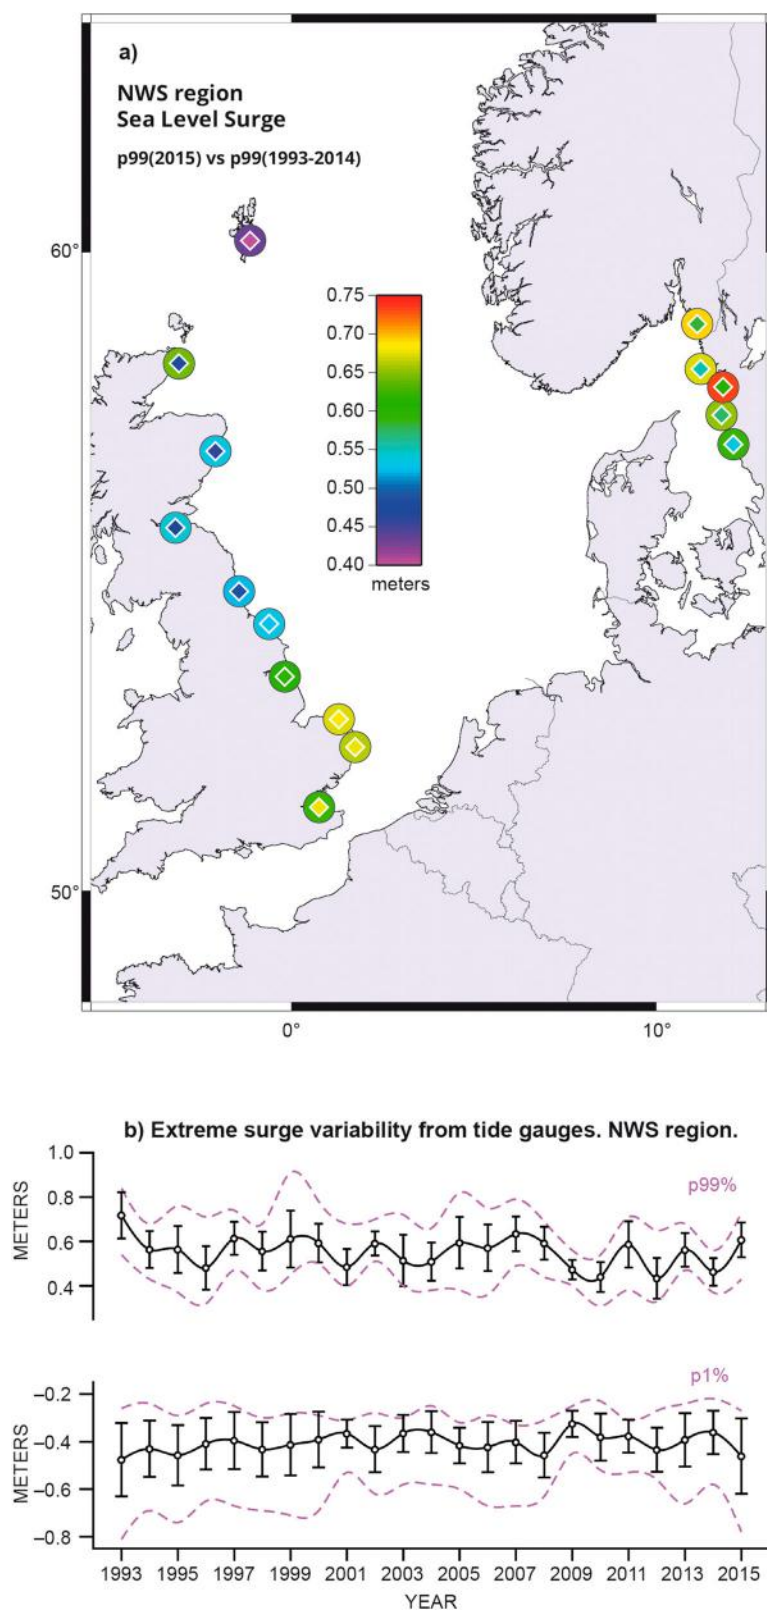 a)
NWS region
Sea Level Surge
p99(2015) vs p99(1993-2014)
60°
0.75
0.70
0.65
0.60
0.55
0.50
0.45
0.40
meters
50°
0°
10°
b) Extreme surge variability from tide gauges. NWS region.
METERS
1.0
0.8
0.6
0.4
p99%
METERS
−0.2
−0.4
−0.6
−0.8
p1%
1993 1995 1997 1999 2001 2003 2005 2007 2009 2011 2013 2015
YEAR